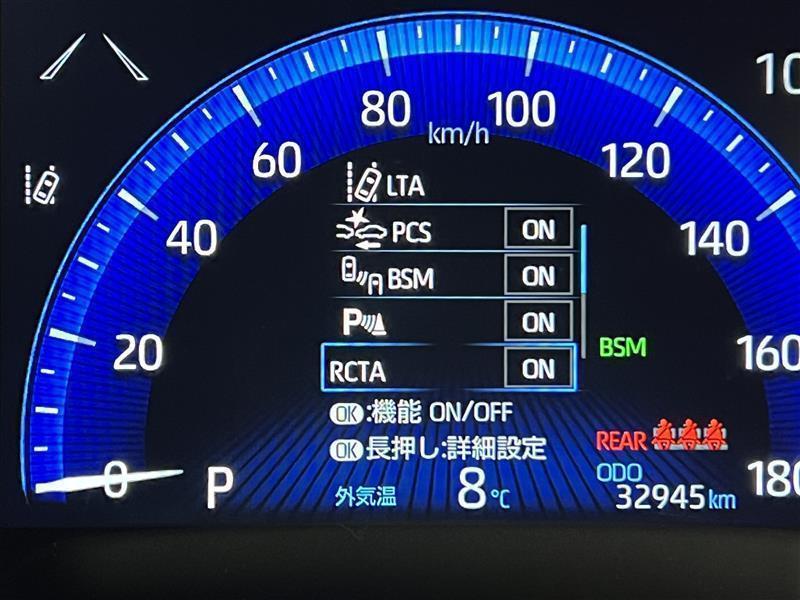 80
100
km/h
10
60
120
LTA
40
PCS ON
140
BSM ON
P ON
20
BSM
160
RCTA ON
OK:機能 ON/OFF
REAR
OK長押し:詳細設定
0
P
外気温 8℃
ODO
32945km
180